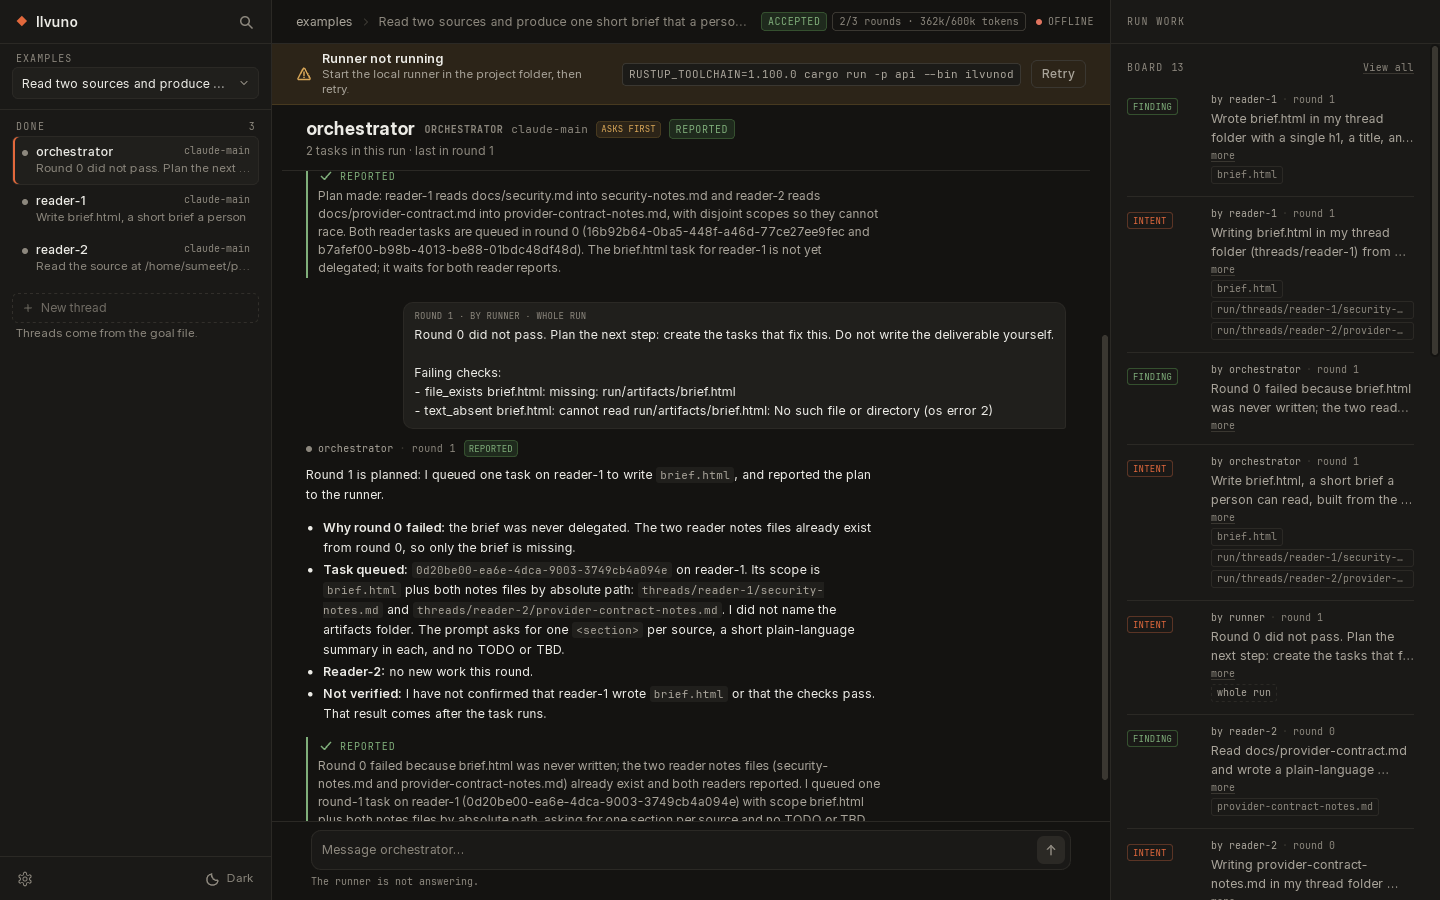 llvuno
examples › Read two sources and produce one short brief that a perso...
ACCEPTED
2/3 rounds · 362k/600k tokens
OFFLINE
RUN WORK
EXAMPLES
Read two sources and produce ...
DONE 3
orchestrator claude-main
Round 0 did not pass. Plan the next ...
reader-1 claude-main
Write brief.html, a short brief a person
reader-2 claude-main
Read the source at /home/sumeet/p...
+ New thread
Threads come from the goal file.
Dark
Runner not running
Start the local runner in the project folder, then
retry.
RUSTUP_TOOLCHAIN=1.100.0 cargo run -p api --bin ilvunod
Retry
orchestrator ORCHESTRATOR claude-main ASKS FIRST REPORTED
2 tasks in this run · last in round 1
REPORTED
Plan made: reader-1 reads docs/security.md into security-notes.md and reader-2 reads
docs/provider-contract.md into provider-contract-notes.md, with disjoint scopes so they cannot
race. Both reader tasks are queued in round 0 (16b92b64-0ba5-448f-a46d-77ce27ee9fec and
b7afef00-b98b-4013-be88-01bdc48df48d). The brief.html task for reader-1 is not yet
delegated; it waits for both reader reports.
ROUND 1 · BY RUNNER · WHOLE RUN
Round 0 did not pass. Plan the next step: create the tasks that fix this. Do not write the deliverable yourself.
Failing checks:
- file_exists brief.html: missing: run/artifacts/brief.html
- text_absent brief.html: cannot read run/artifacts/brief.html: No such file or directory (os error 2)
orchestrator · round 1 REPORTED
Round 1 is planned: I queued one task on reader-1 to write brief.html, and reported the plan
to the runner.
• Why round 0 failed: the brief was never delegated. The two reader notes files already exist
from round 0, so only the brief is missing.
• Task queued: 0d20be00-ea6e-4dca-9003-3749cb4a094e on reader-1. Its scope is
brief.html plus both notes files by absolute path: threads/reader-1/security-
notes.md and threads/reader-2/provider-contract-notes.md. I did not name the
artifacts folder. The prompt asks for one <section> per source, a short plain-language
summary in each, and no TODO or TBD.
• Reader-2: no new work this round.
• Not verified: I have not confirmed that reader-1 wrote brief.html or that the checks pass.
That result comes after the task runs.
REPORTED
Round 0 failed because brief.html was never written; the two reader notes files (security-
notes.md and provider-contract-notes.md) already exist and both readers reported. I queued one
round-1 task on reader-1 (0d20be00-ea6e-4dca-9003-3749cb4a094e) with scope brief.html
plus both notes files by absolute path, asking for one section per source and no TODO or TBD.
Message orchestrator...
The runner is not answering.
BOARD 13 View all
FINDING
by reader-1 · round 1
Wrote brief.html in my thread
folder with a single h1, a title, an...
more
brief.html
INTENT
by reader-1 · round 1
Writing brief.html in my thread
folder (threads/reader-1) from ...
more
brief.html
run/threads/reader-1/security-...
run/threads/reader-2/provider-...
FINDING
by orchestrator · round 1
Round 0 failed because brief.html
was never written; the two read...
more
INTENT
by orchestrator · round 1
Write brief.html, a short brief a
person can read, built from the ...
more
brief.html
run/threads/reader-1/security-...
run/threads/reader-2/provider-...
INTENT
by runner · round 1
Round 0 did not pass. Plan the
next step: create the tasks that f...
more
whole run
FINDING
by reader-2 · round 0
Read docs/provider-contract.md
and wrote a plain-language ...
more
provider-contract-notes.md
INTENT
by reader-2 · round 0
Writing provider-contract-
notes.md in my thread folder ...